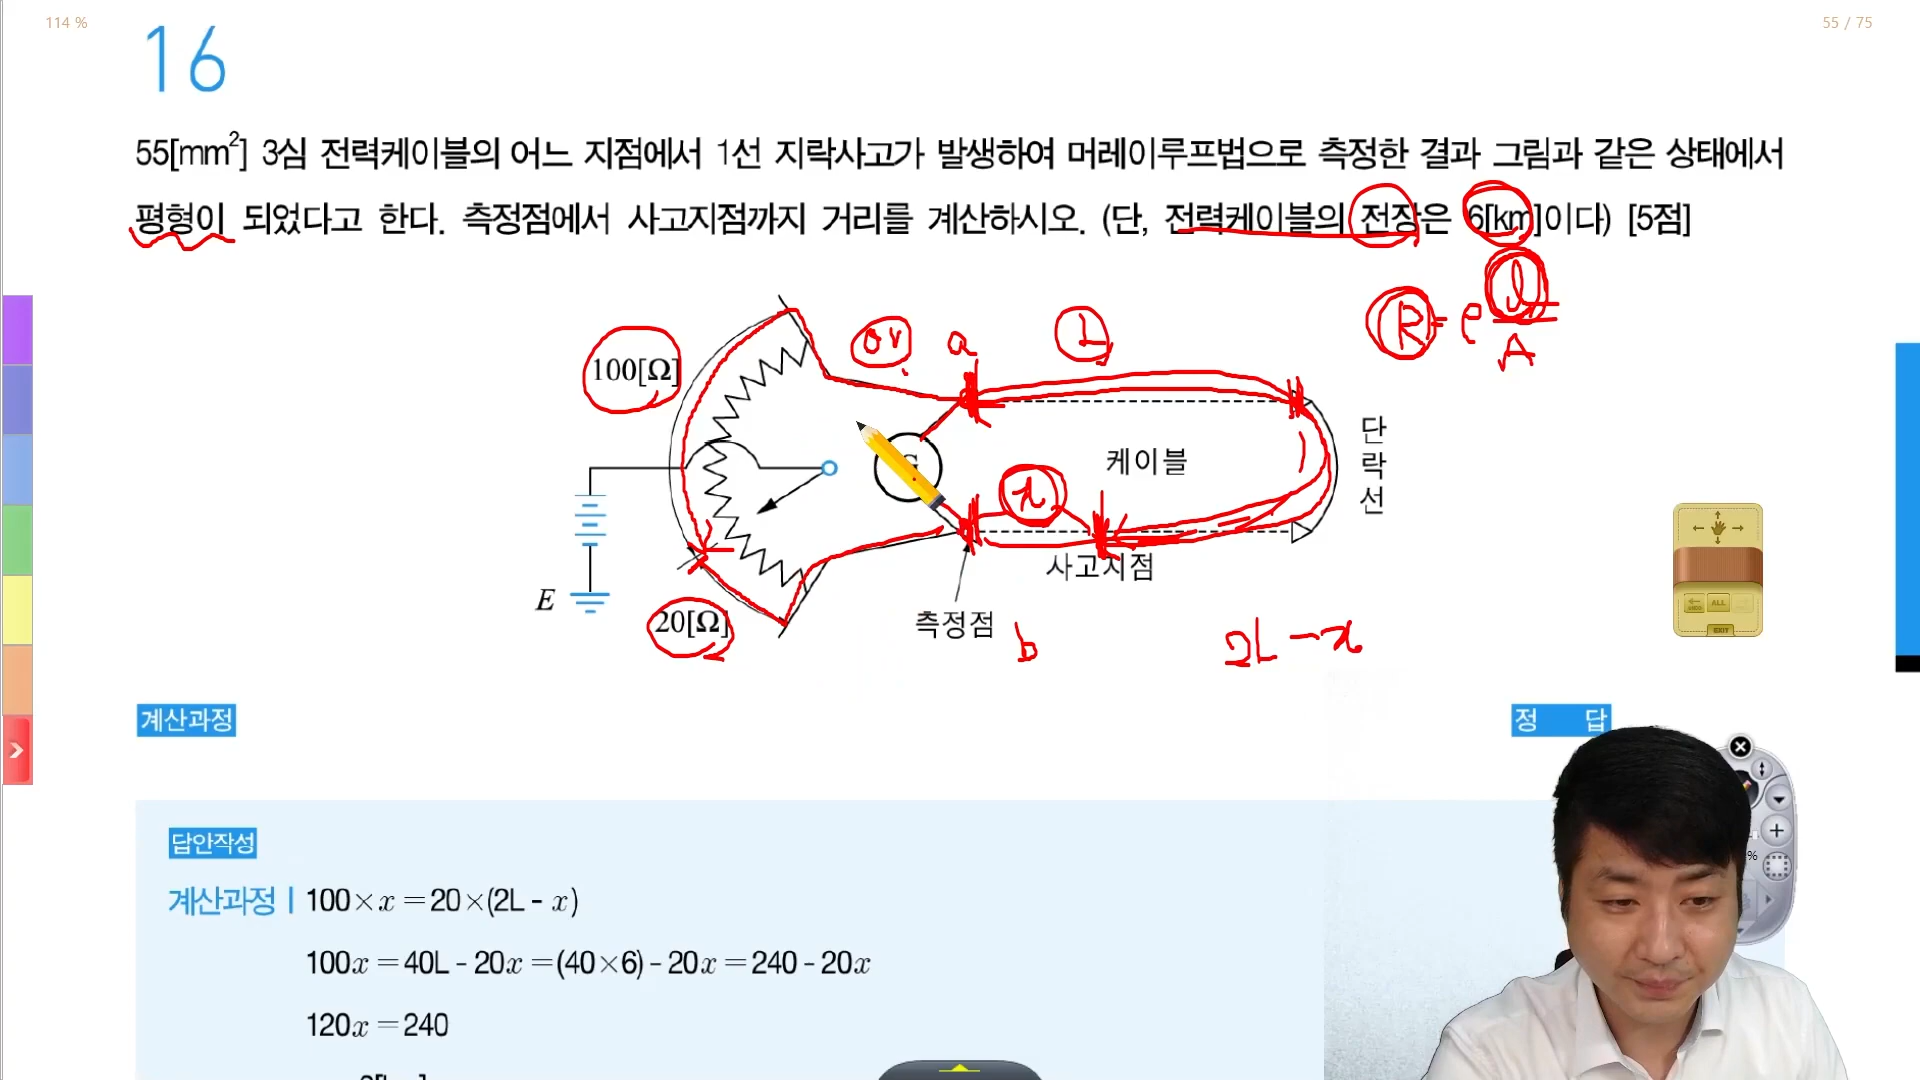 114 %
55 / 75
16
55[mm²] 3심 전력케이블의 어느 지점에서 1선 지락사고가 발생하여 머레이루프법으로 측정한 결과 그림과 같은 상태에서
평형이 되었다고 한다. 측정점에서 사고지점까지 거리를 계산하시오. (단, 전력케이블의 전장은 6[km]이다) [5점]
R = ρ l / A
100[Ω]
0V
a
L
G
x
케이블
단락선
사고지점
E
20[Ω]
측정점
b
2L - x
계산과정
정 답
답안작성
계산과정 | 100×x=20×(2L - x)
100x=40L - 20x=(40×6) - 20x=240 - 20x
120x=240
ALL
EXIT
%